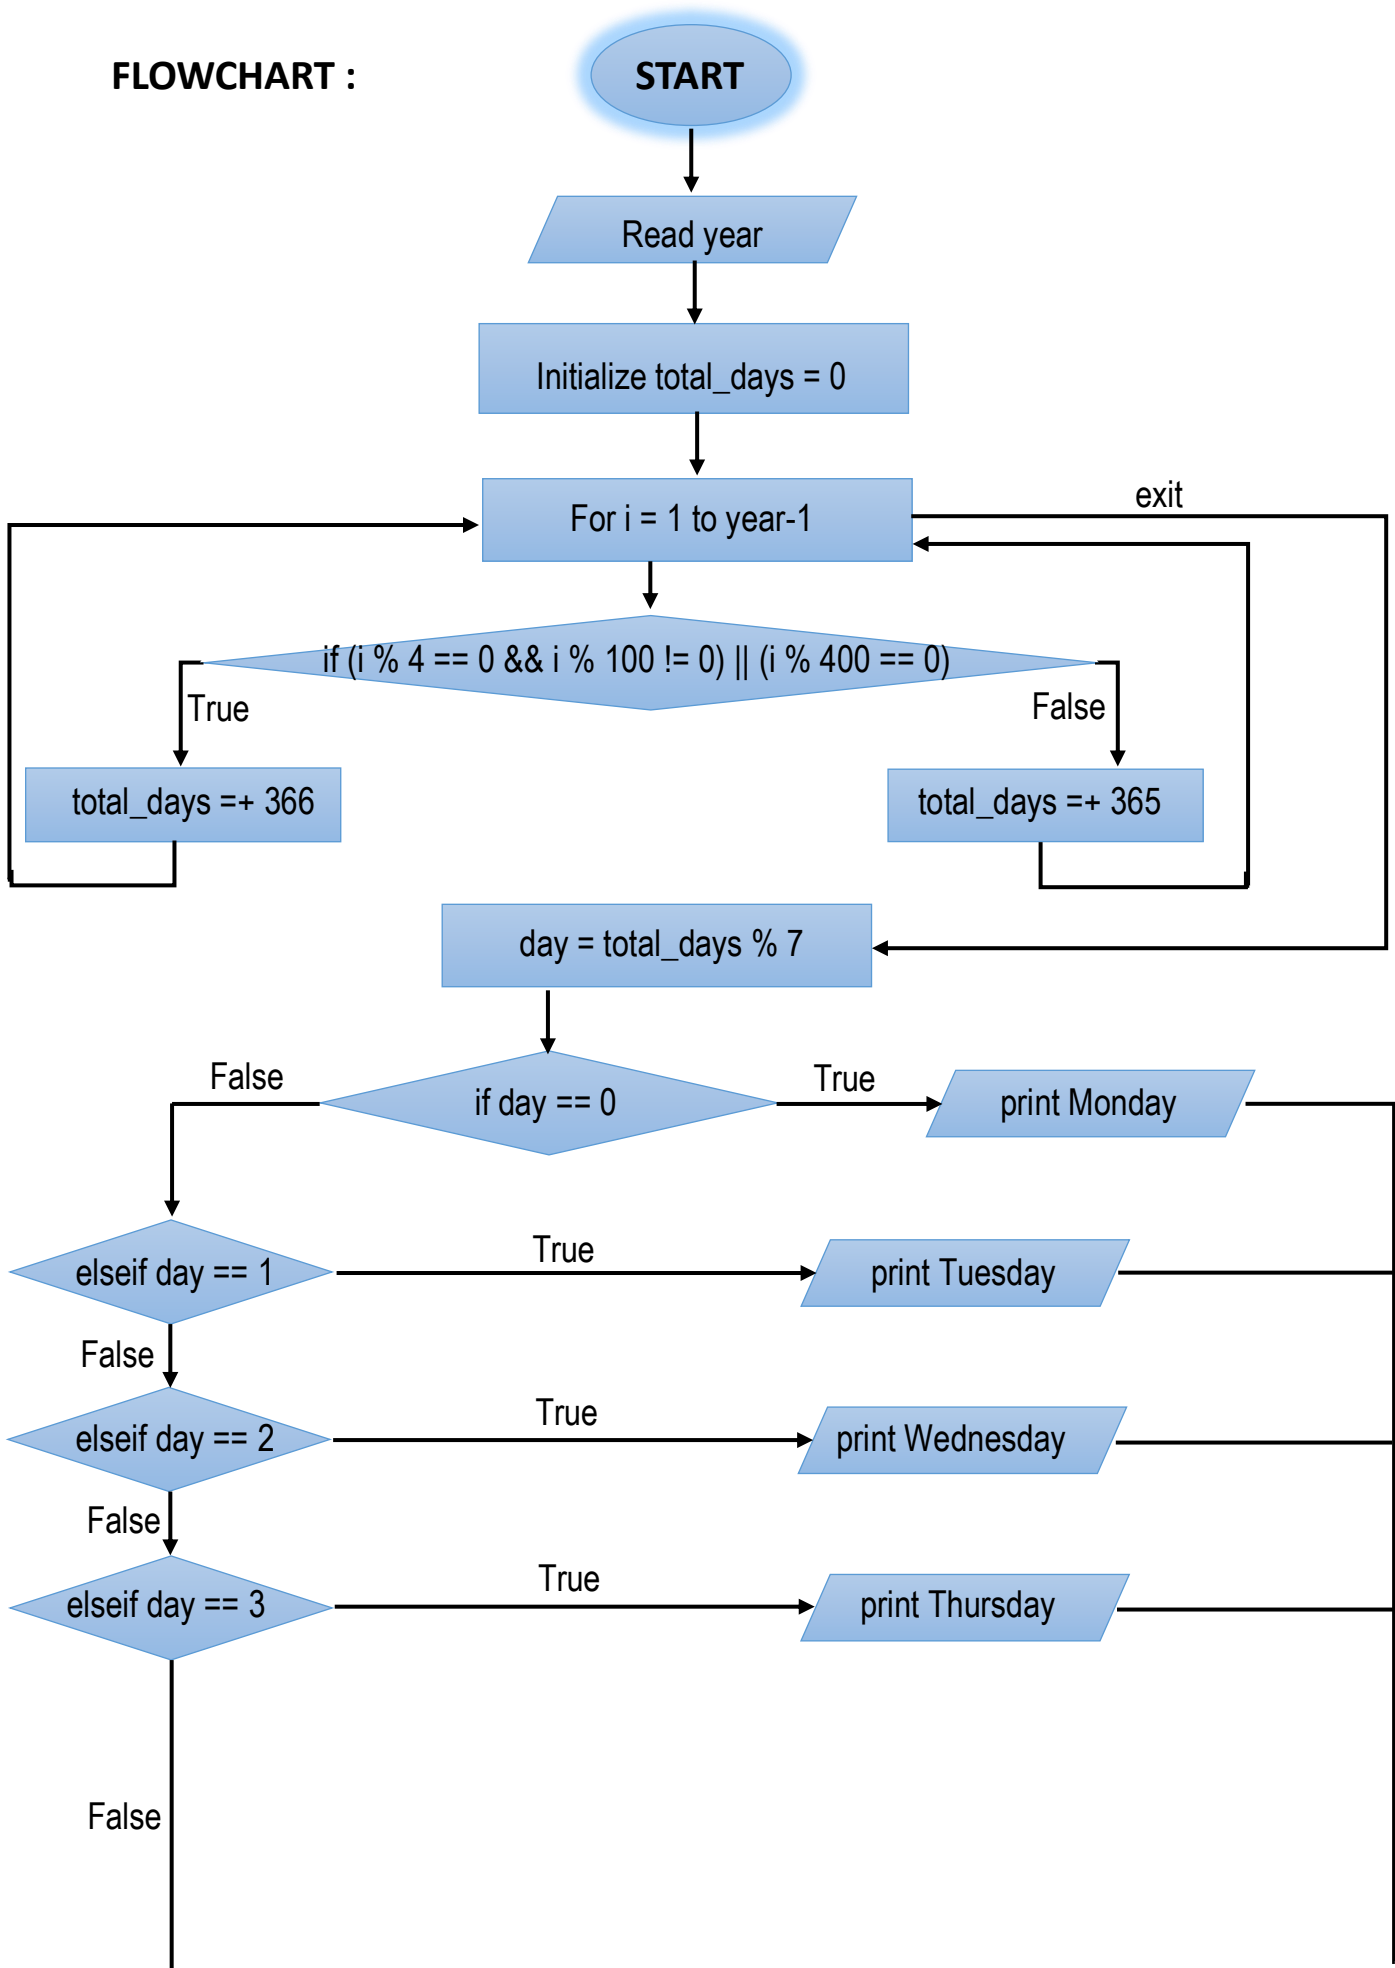 FLOWCHART :
START
Read year
Initialize total_days = 0
For i = 1 to year-1
exit
if (i % 4 == 0 && i % 100 != 0) || (i % 400 == 0)
True
False
total_days =+ 366
total_days =+ 365
day = total_days % 7
False
if day == 0
True
print Monday
elseif day == 1
True
print Tuesday
False
elseif day == 2
True
print Wednesday
False
elseif day == 3
True
print Thursday
False